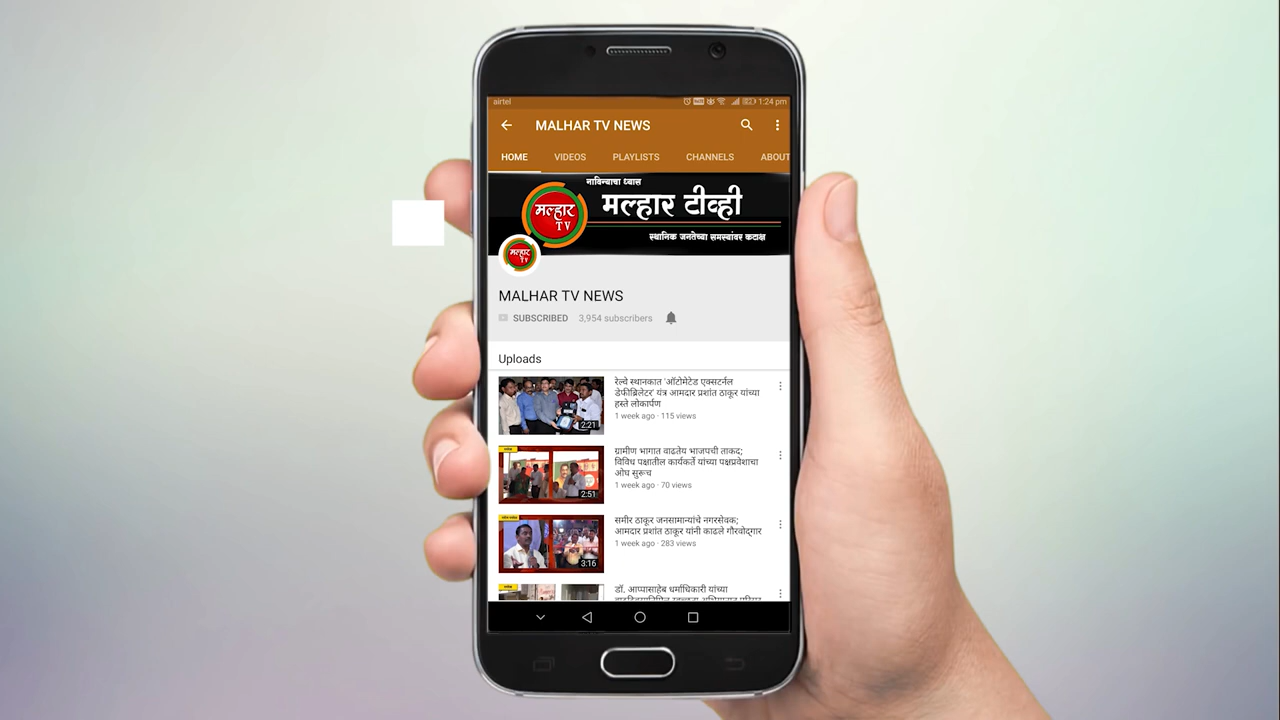 airtel 1:24 pm
MALHAR TV NEWS
HOME VIDEOS PLAYLISTS CHANNELS ABOUT
नाविन्याचा ध्यास
मल्हार टीव्ही
मल्हार
TV
स्थानिक जनतेच्या समस्यांवर कटाक्ष
मल्हार
TV
MALHAR TV NEWS
SUBSCRIBED 3,954 subscribers
Uploads
रेल्वे स्थानकात 'ऑटोमेटेड एक्सटर्नल
डेफीब्रिलेटर' यंत्र आमदार प्रशांत ठाकूर यांच्या
हस्ते लोकार्पण
1 week ago · 115 views
2:21
ग्रामीण भागात वाढतेय भाजपची ताकद;
विविध पक्षातील कार्यकर्ते यांच्या पक्षप्रवेशाचा
ओघ सुरूच
1 week ago · 70 views
2:51
समीर ठाकूर जनसामान्यांचे नगरसेवक;
आमदार प्रशांत ठाकूर यांनी काढले गौरवोद्गार
1 week ago · 283 views
3:16
डॉ. आप्पासाहेब धर्माधिकारी यांच्या